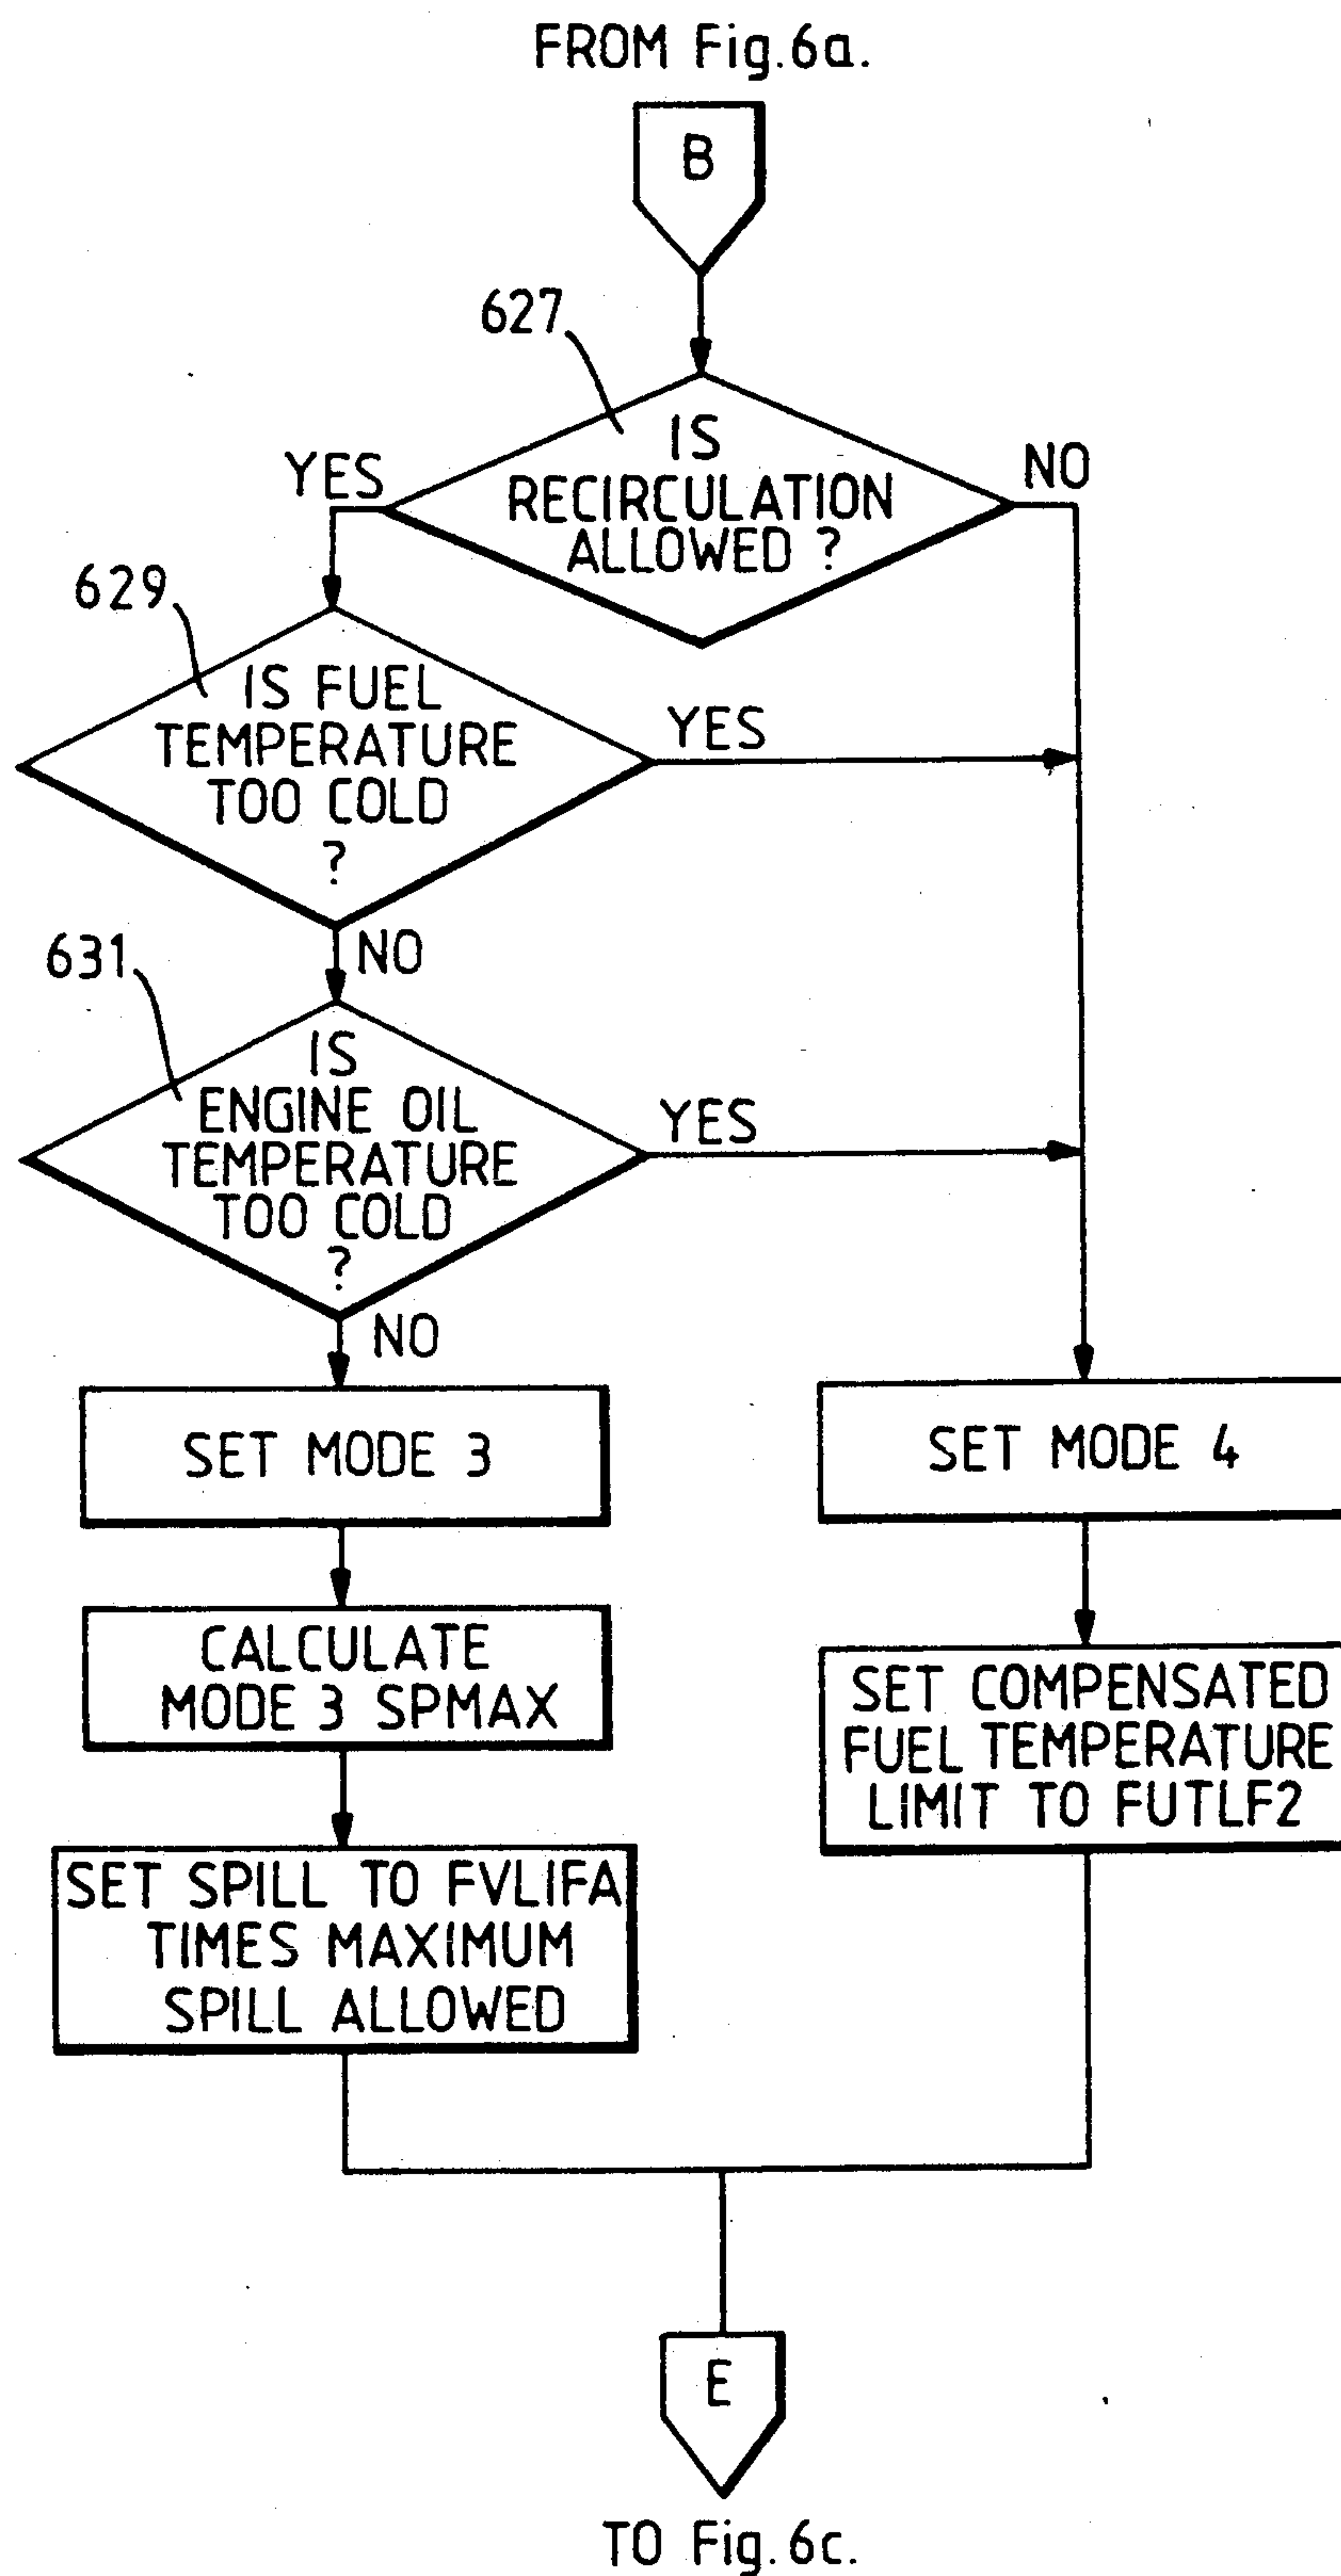 FROM Fig.6a.
B
627
IS
RECIRCULATION
ALLOWED ?
YES
NO
629
IS FUEL
TEMPERATURE
TOO COLD
?
YES
NO
631
IS
ENGINE OIL
TEMPERATURE
TOO COLD
?
YES
NO
SET MODE 3
SET MODE 4
CALCULATE
MODE 3 SPMAX
SET COMPENSATED
FUEL TEMPERATURE
LIMIT TO FUTLF2
SET SPILL TO FVLIFA
TIMES MAXIMUM
SPILL ALLOWED
E
TO Fig.6c.